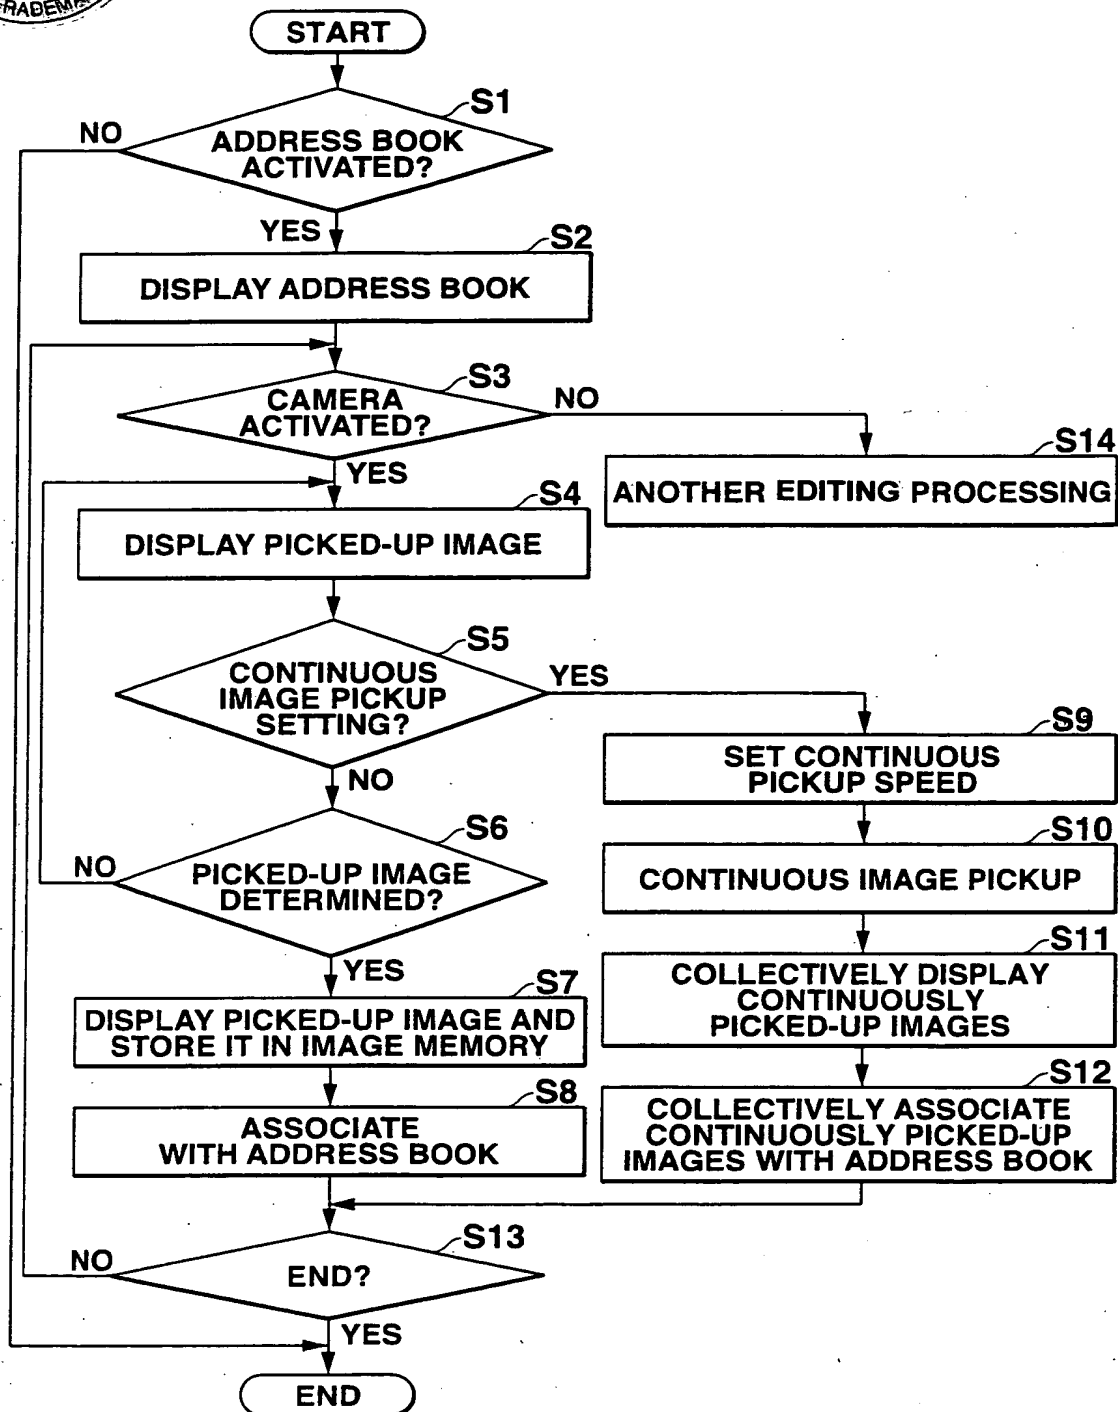 START
S1
NO
ADDRESS BOOK
ACTIVATED?
YES
S2
DISPLAY ADDRESS BOOK
S3
CAMERA
ACTIVATED?
NO
YES
S14
ANOTHER EDITING PROCESSING
S4
DISPLAY PICKED-UP IMAGE
S5
CONTINUOUS
IMAGE PICKUP
SETTING?
YES
NO
S9
SET CONTINUOUS
PICKUP SPEED
S6
NO
PICKED-UP IMAGE
DETERMINED?
YES
S10
CONTINUOUS IMAGE PICKUP
S7
DISPLAY PICKED-UP IMAGE AND
STORE IT IN IMAGE MEMORY
S11
COLLECTIVELY DISPLAY
CONTINUOUSLY
PICKED-UP IMAGES
S8
ASSOCIATE
WITH ADDRESS BOOK
S12
COLLECTIVELY ASSOCIATE
CONTINUOUSLY PICKED-UP
IMAGES WITH ADDRESS BOOK
S13
NO
END?
YES
END